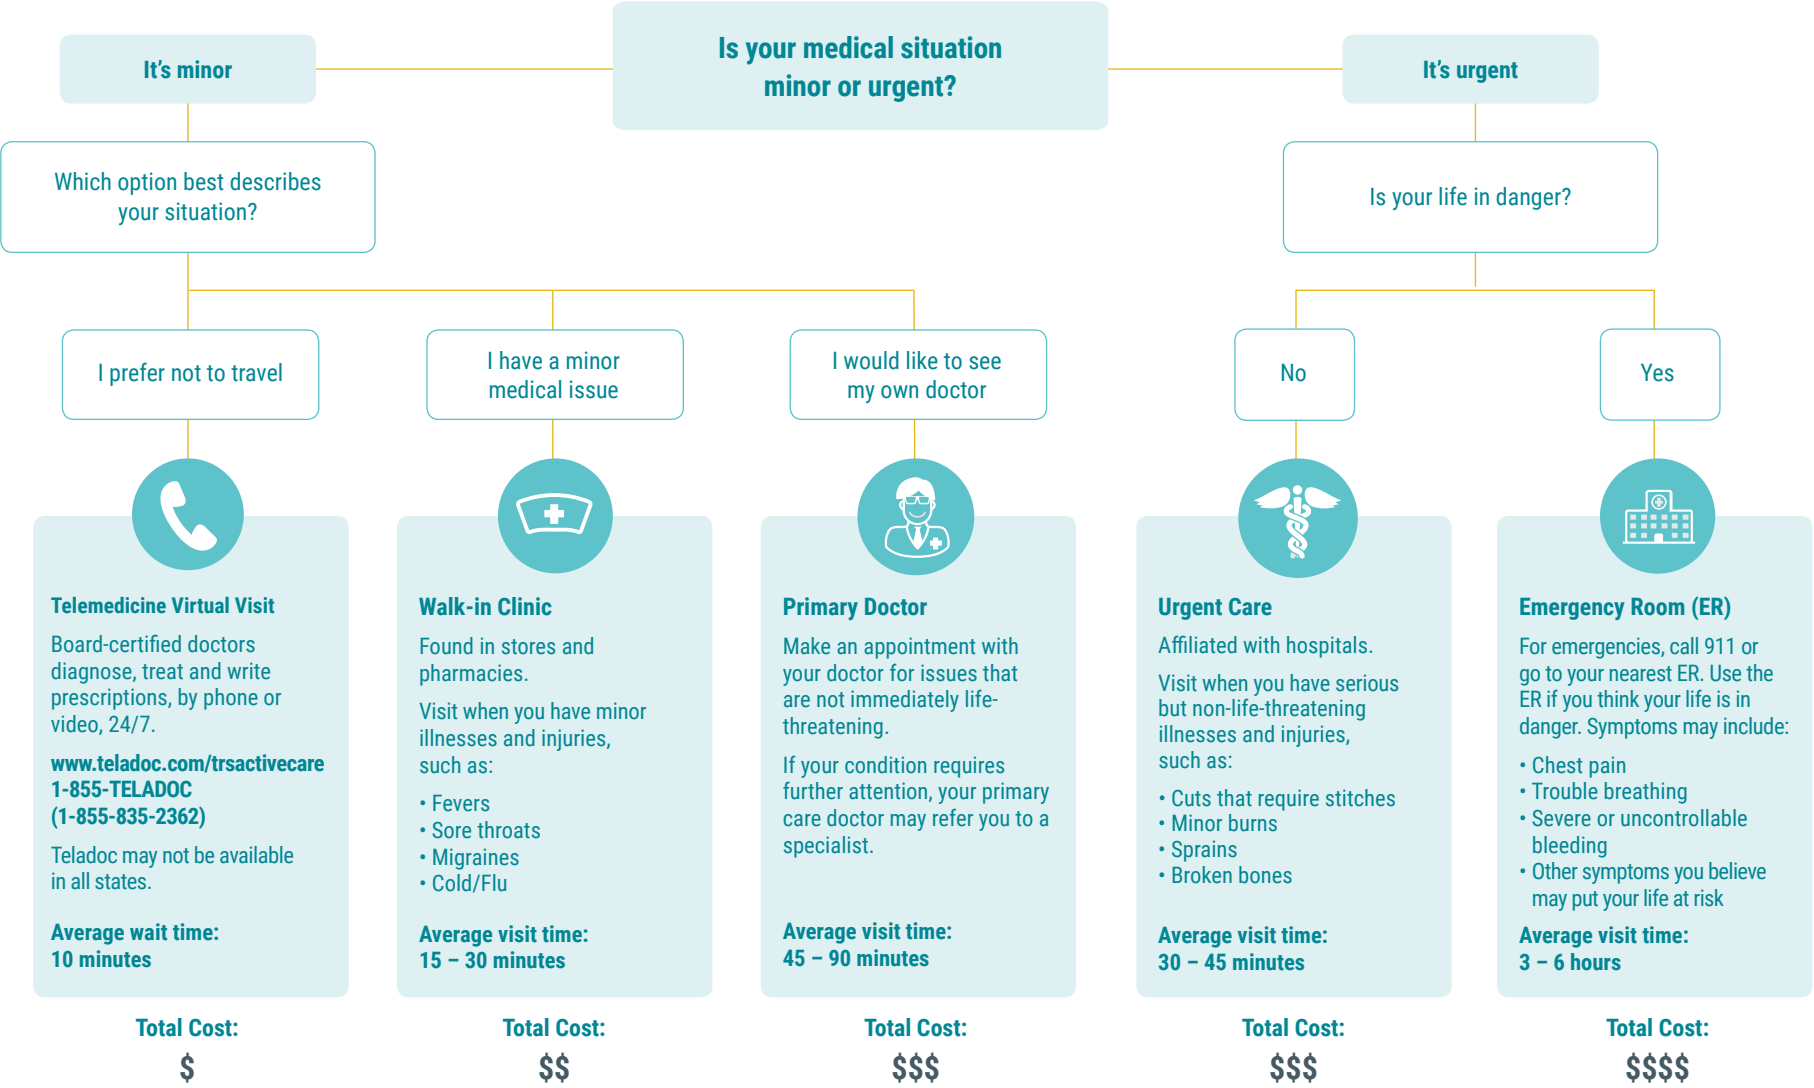 Is your medical situation
minor or urgent?
It's minor
It's urgent
Which option best describes
your situation?
Is your life in danger?
I prefer not to travel
I have a minor
medical issue
I would like to see
my own doctor
No
Yes
Telemedicine Virtual Visit
Board-certified doctors
diagnose, treat and write
prescriptions, by phone or
video, 24/7.
www.teladoc.com/trsactivecare
1-855-TELADOC
(1-855-835-2362)
Teladoc may not be available
in all states.
Average wait time:
10 minutes
Total Cost:
$
Walk-in Clinic
Found in stores and
pharmacies.
Visit when you have minor
illnesses and injuries,
such as:
• Fevers
• Sore throats
• Migraines
• Cold/Flu
Average visit time:
15 – 30 minutes
Total Cost:
$$
Primary Doctor
Make an appointment with
your doctor for issues that
are not immediately life-
threatening.
If your condition requires
further attention, your primary
care doctor may refer you to a
specialist.
Average visit time:
45 – 90 minutes
Total Cost:
$$$
Urgent Care
Affiliated with hospitals.
Visit when you have serious
but non-life-threatening
illnesses and injuries,
such as:
• Cuts that require stitches
• Minor burns
• Sprains
• Broken bones
Average visit time:
30 – 45 minutes
Total Cost:
$$$
Emergency Room (ER)
For emergencies, call 911 or
go to your nearest ER. Use the
ER if you think your life is in
danger. Symptoms may include:
• Chest pain
• Trouble breathing
• Severe or uncontrollable
bleeding
• Other symptoms you believe
may put your life at risk
Average visit time:
3 – 6 hours
Total Cost:
$$$$